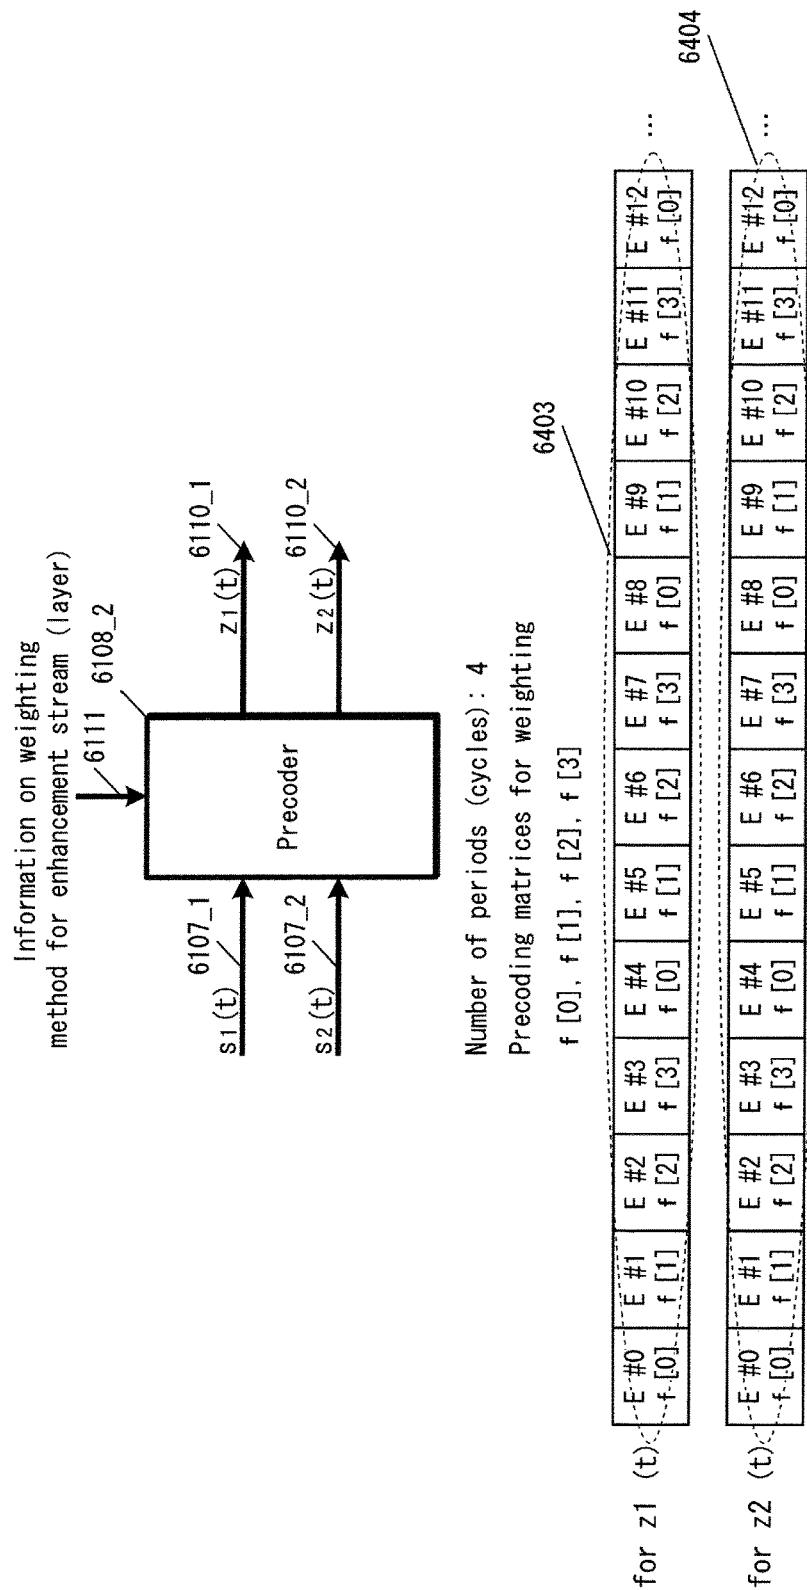 Information on weighting
method for enhancement stream (layer)
6111
6108_2
s1(t)
6107_1
z1(t)
6110_1
Precoder
s2(t)
6107_2
z2(t)
6110_2
Number of periods (cycles): 4
Precoding matrices for weighting
f [0], f [1], f [2], f [3]
6403
for z1 (t)
E #0 E #1 E #2 E #3 E #4 E #5 E #6 E #7 E #8 E #9 E #10 E #11 E #12 ...
f [0] f [1] f [2] f [3] f [0] f [1] f [2] f [3] f [0] f [1] f [2] f [3] f [0]
6404
for z2 (t)
E #0 E #1 E #2 E #3 E #4 E #5 E #6 E #7 E #8 E #9 E #10 E #11 E #12 ...
f [0] f [1] f [2] f [3] f [0] f [1] f [2] f [3] f [0] f [1] f [2] f [3] f [0]